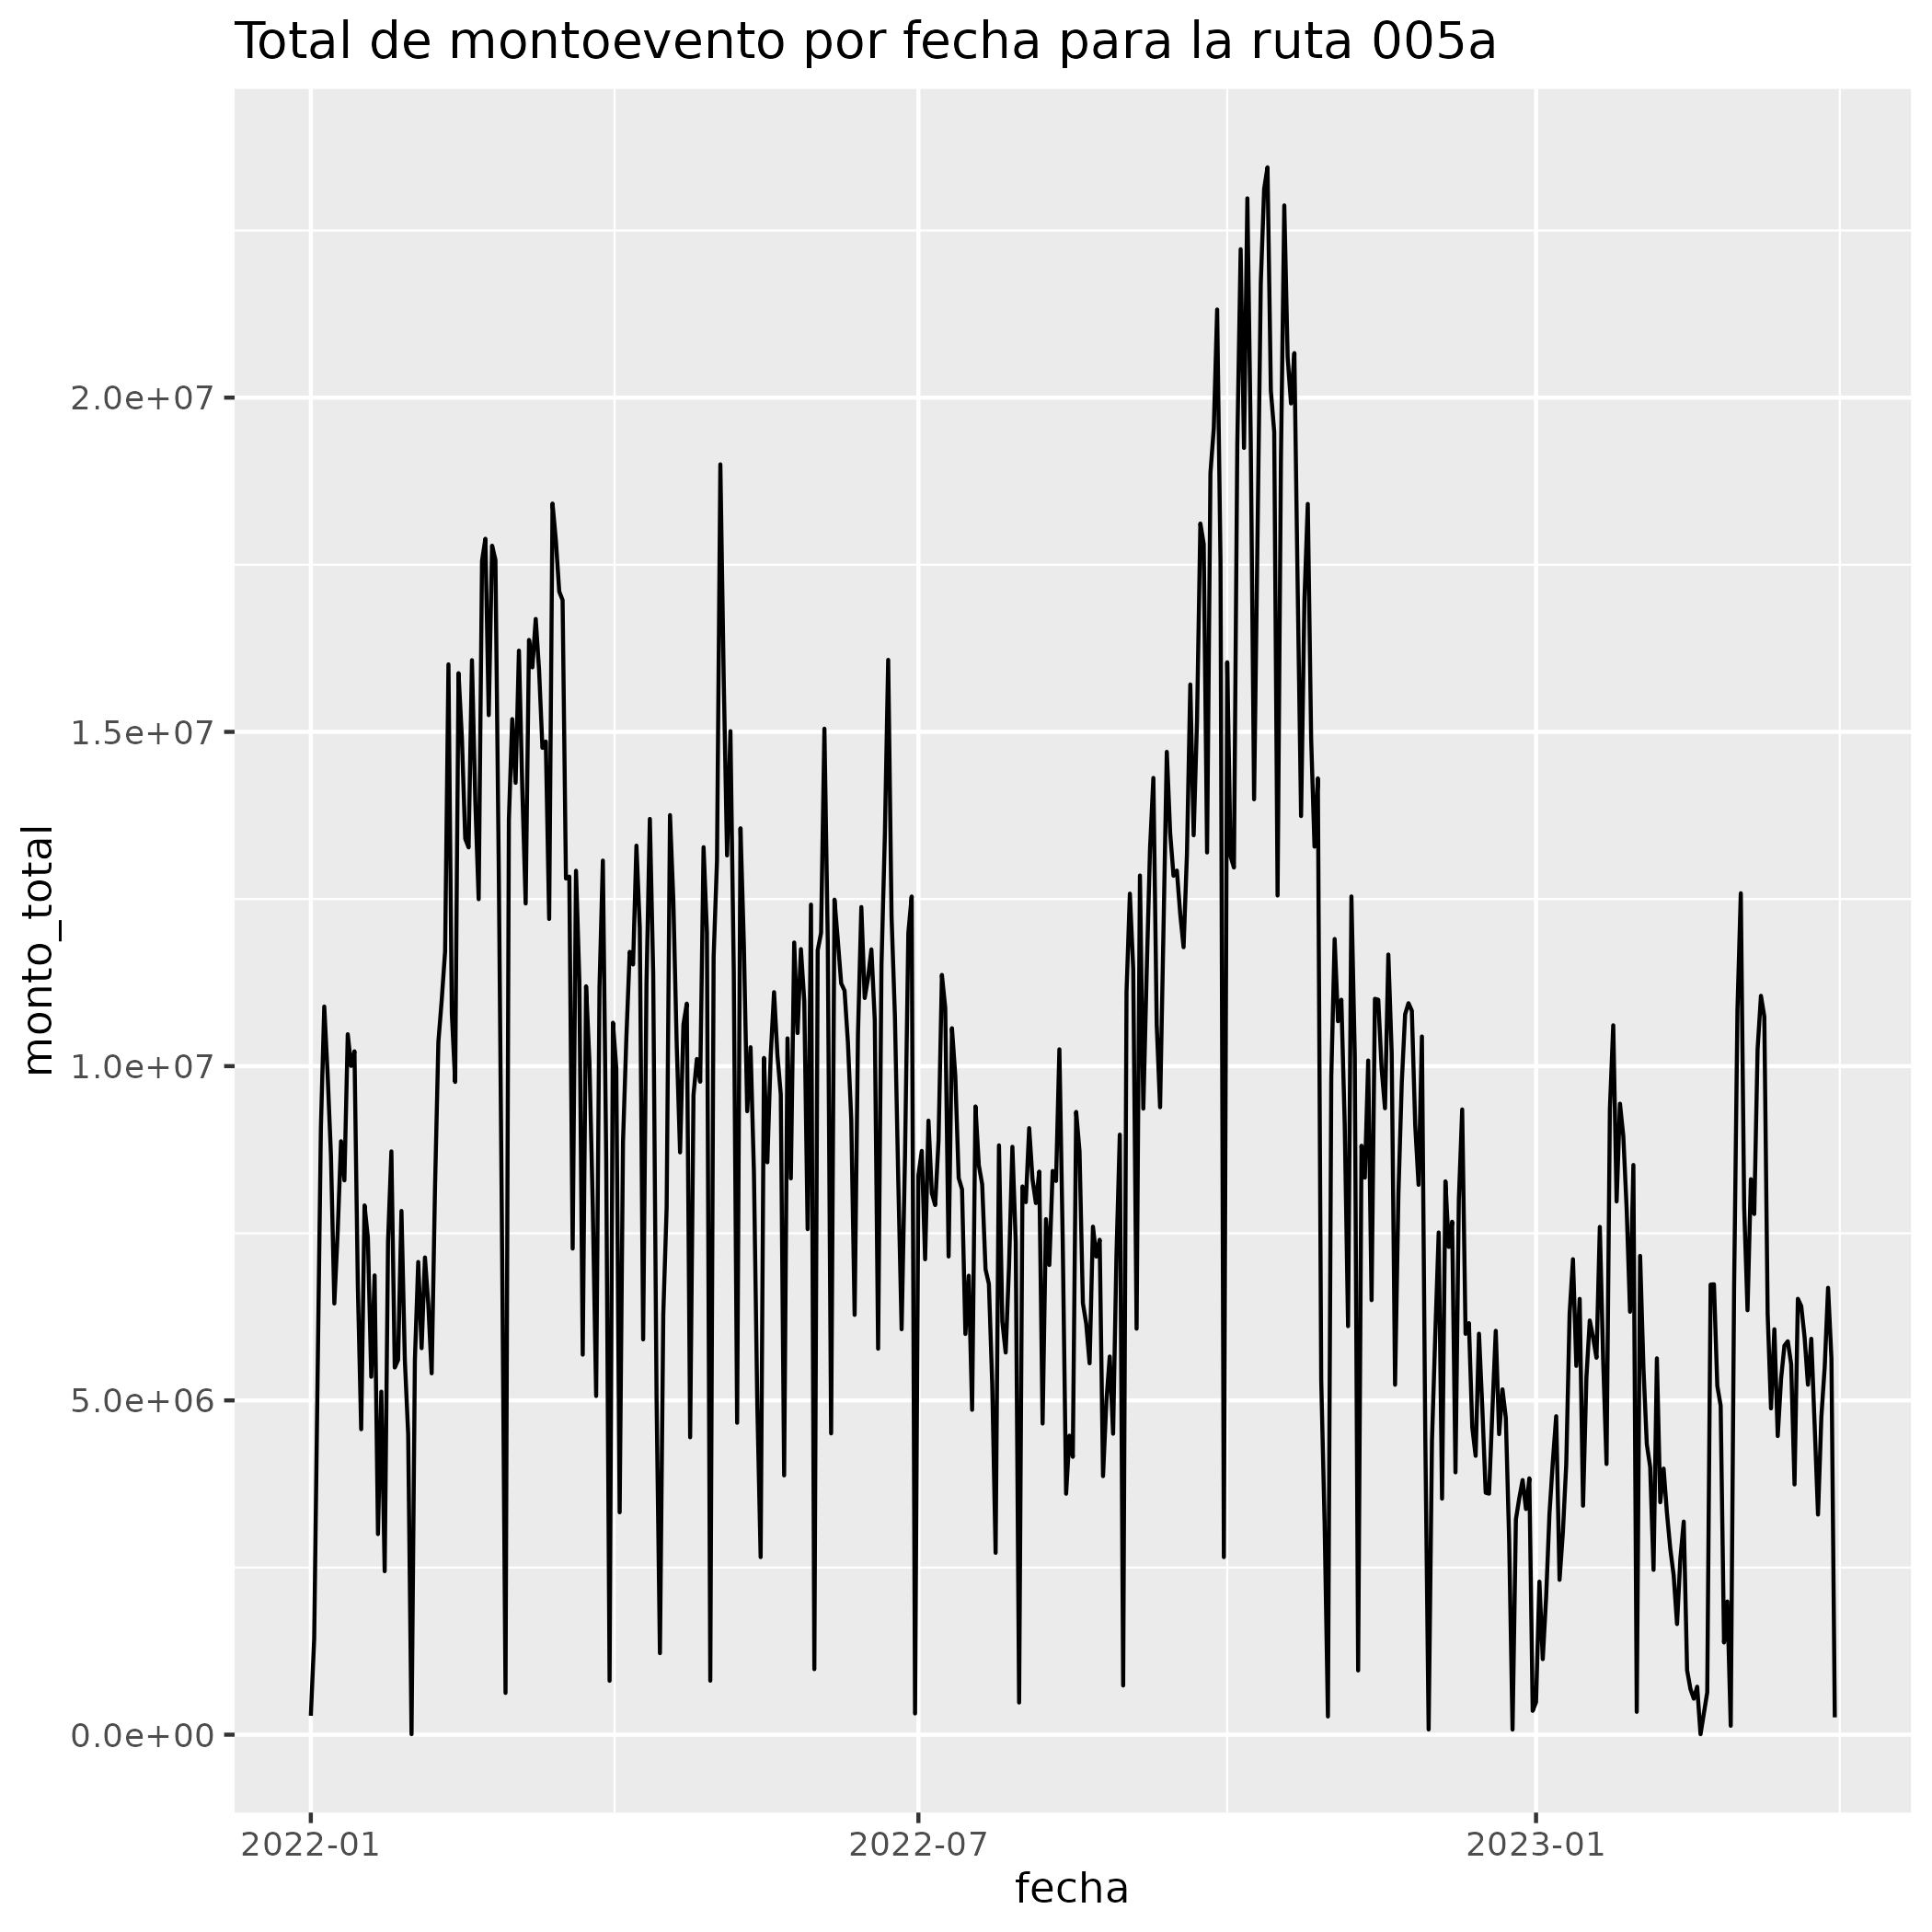 Total de montoevento por fecha para la ruta 005a
monto_total
2.0e+07
1.5e+07
1.0e+07
5.0e+06
0.0e+00
2022-01
2022-07
2023-01
fecha